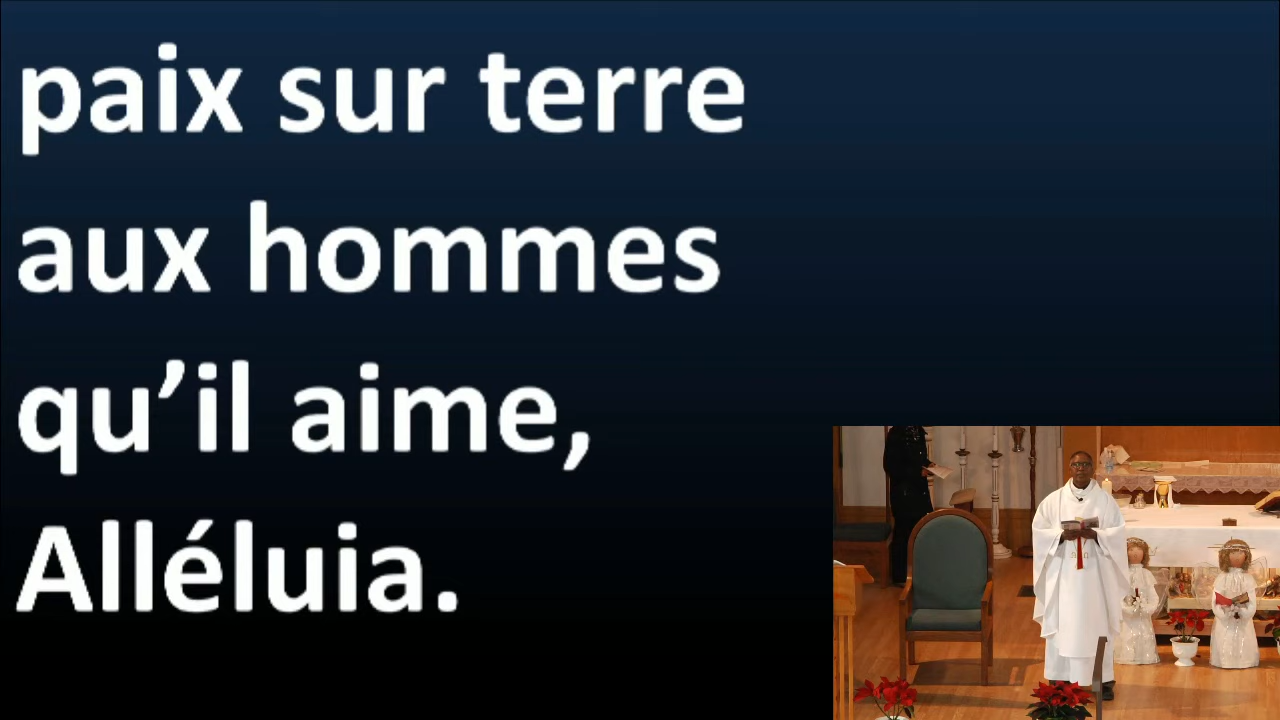 paix sur terre
aux hommes
qu’il aime,
Alléluia.